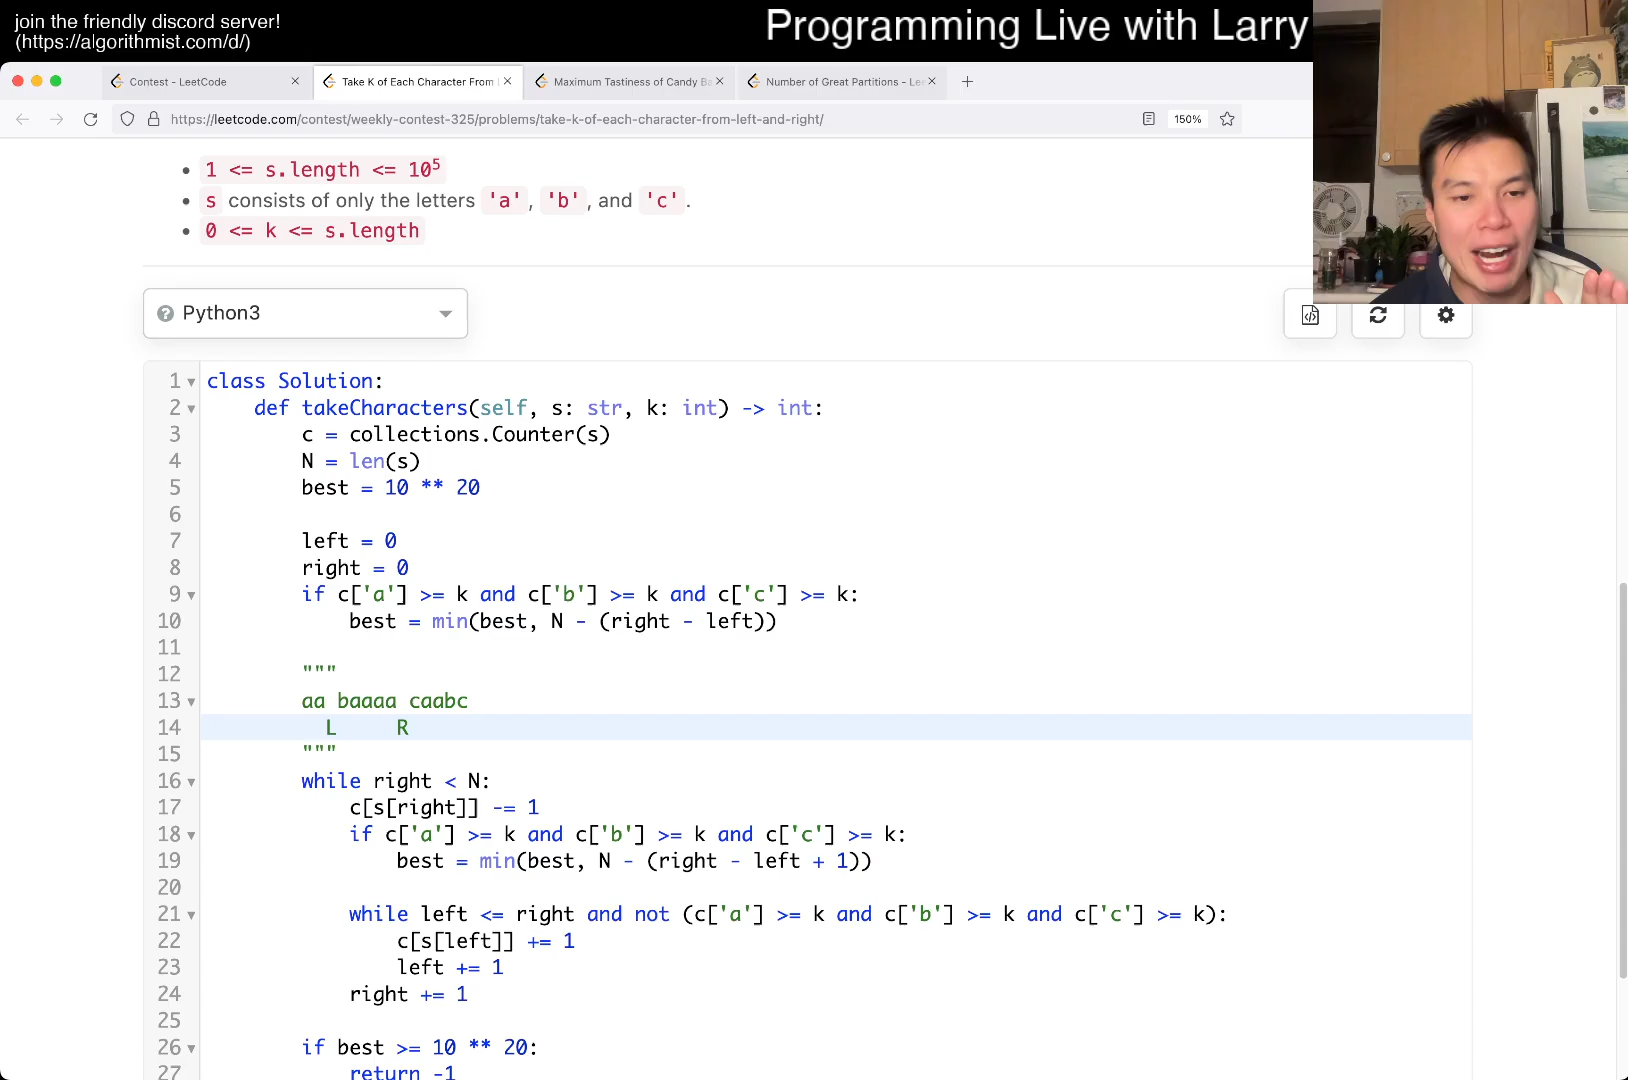 join the friendly discord server!
(https://algorithmist.com/d/)
Programming Live with Larry
Contest - LeetCode
Take K of Each Character From
Maximum Tastiness of Candy Ba
Number of Great Partitions - Lee
https://leetcode.com/contest/weekly-contest-325/problems/take-k-of-each-character-from-left-and-right/
150%
1 <= s.length <= 10⁵
s consists of only the letters 'a', 'b', and 'c'.
0 <= k <= s.length
Python3
1 class Solution:
2     def takeCharacters(self, s: str, k: int) -> int:
3         c = collections.Counter(s)
4         N = len(s)
5         best = 10 ** 20
6
7         left = 0
8         right = 0
9         if c['a'] >= k and c['b'] >= k and c['c'] >= k:
10             best = min(best, N - (right - left))
11
12         """
13         aa baaaa caabc
14           L     R
15         """
16         while right < N:
17             c[s[right]] -= 1
18             if c['a'] >= k and c['b'] >= k and c['c'] >= k:
19                 best = min(best, N - (right - left + 1))
20
21             while left <= right and not (c['a'] >= k and c['b'] >= k and c['c'] >= k):
22                 c[s[left]] += 1
23                 left += 1
24             right += 1
25
26         if best >= 10 ** 20:
27             return -1